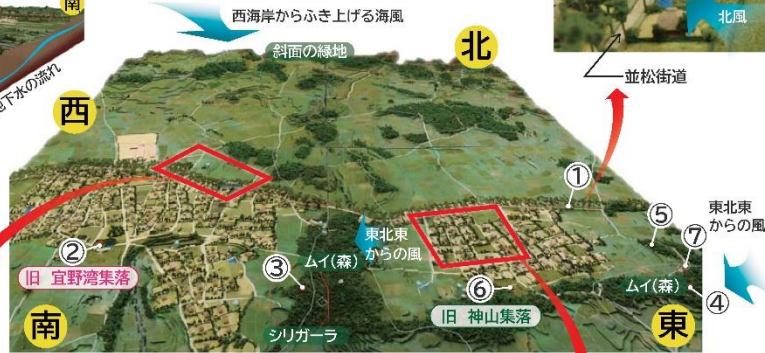 南
地下水の流れ
西海岸からふき上げる海風
斜面の緑地
北
北風
並松街道
西
①
⑤
東北東
からの風
⑦
②
旧 宜野湾集落
③
ムイ(森)
東北東
からの風
⑥
旧 神山集落
ムイ(森)
④
南
シリガーラ
東